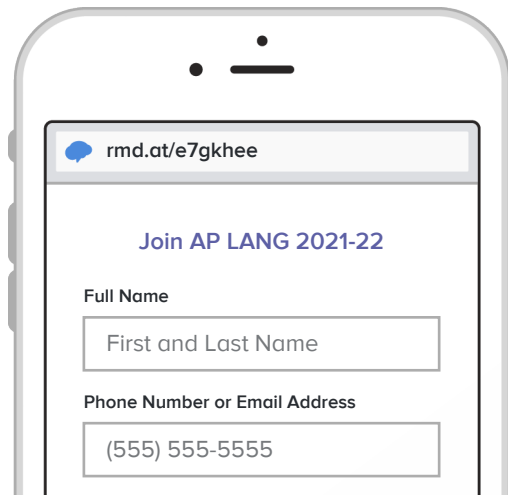 rmd.at/e7gkhee
Join AP LANG 2021-22
Full Name
First and Last Name
Phone Number or Email Address
(555) 555-5555